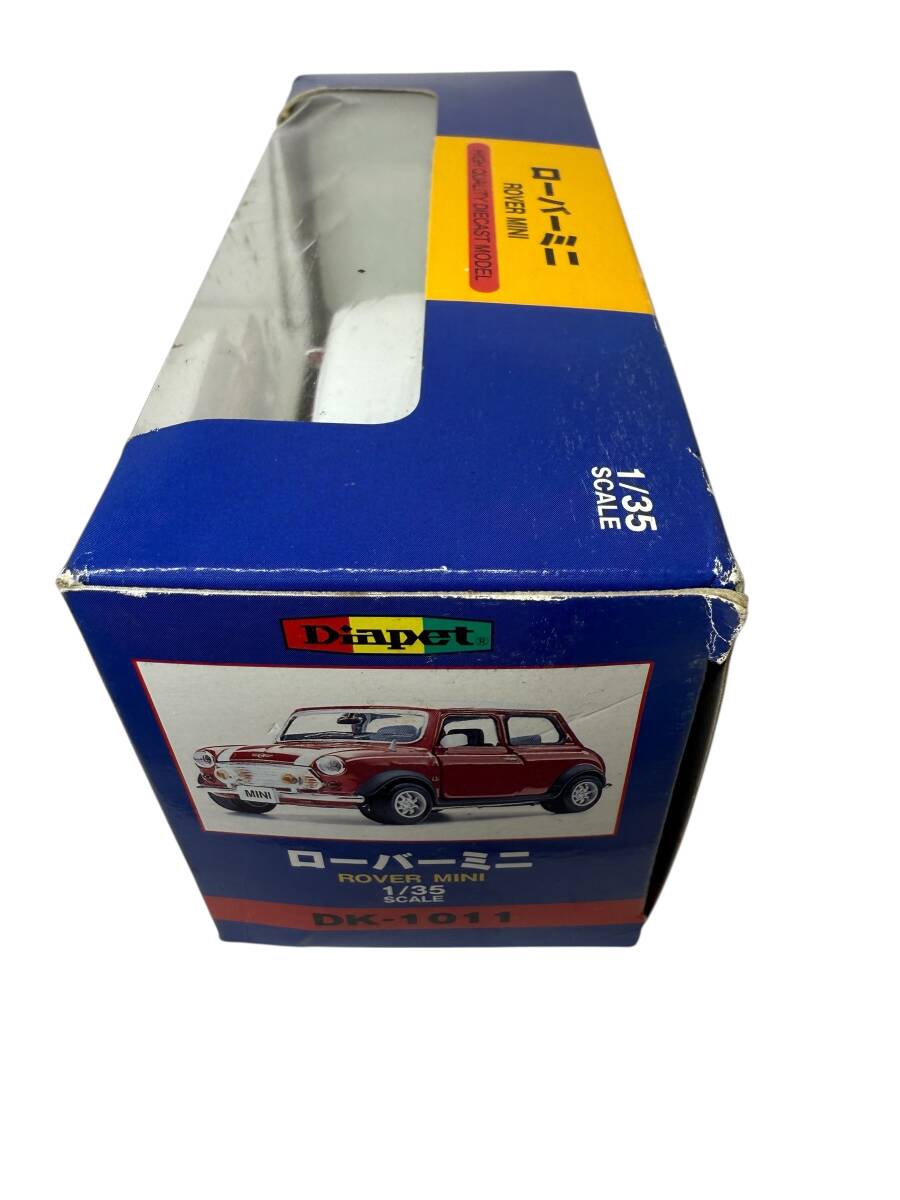 ローバーミニ
ROVER MINI
HIGH QUALITY DIECAST MODEL
1/35
SCALE
Diapet®
MINI
ローバーミニ
ROVER MINI
1/35
SCALE
DK-1011